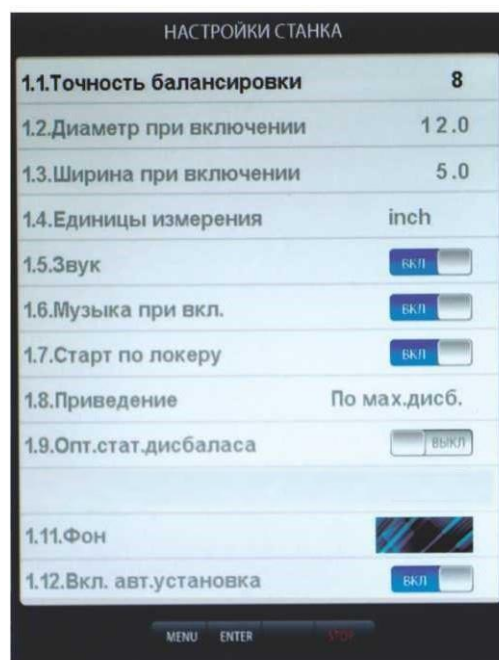 НАСТРОЙКИ СТАНКА
1.1.Точность балансировки 8
1.2.Диаметр при включении 12.0
1.3.Ширина при включении 5.0
1.4.Единицы измерения inch
1.5.Звук ВКЛ
1.6.Музыка при вкл. ВКЛ
1.7.Старт по локеру ВКЛ
1.8.Приведение По мах.дисб.
1.9.Опт.стат.дисбаласа ВЫКЛ
1.11.Фон
1.12.Вкл. авт.установка ВКЛ
MENU ENTER STOP